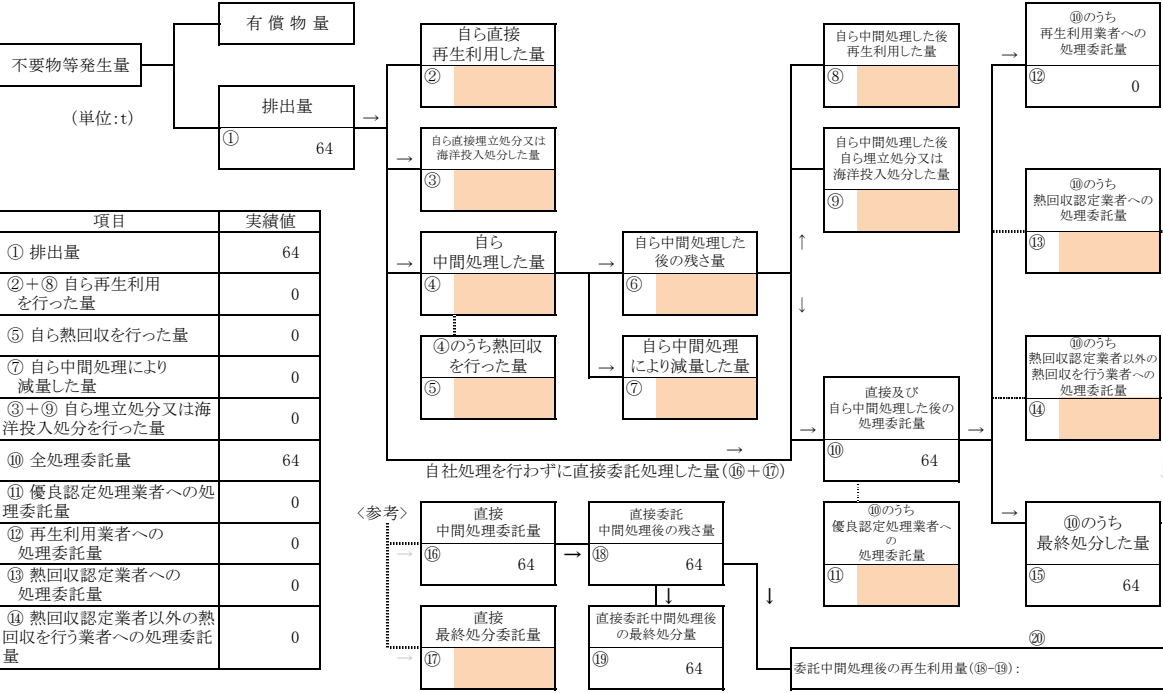 有 償 物 量
不要物等発生量
(単位:t)
排出量
→
①
64
自ら直接
再生利用した量
②
自ら直接埋立処分又は
海洋投入処分した量
→
③
自ら
中間処理した量
→
④
④のうち熱回収
を行った量
⑤
自ら中間処理した
後の残さ量
→
⑥
自ら中間処理
により減量した量
→
⑦
自ら中間処理した後
再生利用した量
⑧
自ら中間処理した後
自ら埋立処分又は
海洋投入処分した量
⑨
↑
↓
直接及び
自ら中間処理した後の
処理委託量
→
⑩
64
→
⑩のうち
優良認定処理業者へ
の
処理委託量
⑪
→
⑩のうち
再生利用業者への
処理委託量
⑫
0
⑩のうち
熱回収認定業者への
処理委託量
⑬
⑩のうち
熱回収認定業者以外の
熱回収を行う業者への
処理委託量
⑭
→
⑩のうち
最終処分した量
⑮
64
→
自社処理を行わずに直接委託処理した量(⑯+⑰)
<参考>
直接
中間処理委託量
→
⑯
64
→
直接委託
中間処理後の残さ量
⑱
64
↓
↓
直接
最終処分委託量
→
⑰
直接委託中間処理後
の最終処分量
⑲
64
⑳
委託中間処理後の再生利用量(⑱-⑲):
項目 実績値
① 排出量 64
②+⑧ 自ら再生利用
を行った量 0
⑤ 自ら熱回収を行った量 0
⑦ 自ら中間処理により
減量した量 0
③+⑨ 自ら埋立処分又は海
洋投入処分を行った量 0
⑩ 全処理委託量 64
⑪ 優良認定処理業者への処
理委託量 0
⑫ 再生利用業者への
処理委託量 0
⑬ 熱回収認定業者への
処理委託量 0
⑭ 熱回収認定業者以外の熱
回収を行う業者への処理委託
量 0